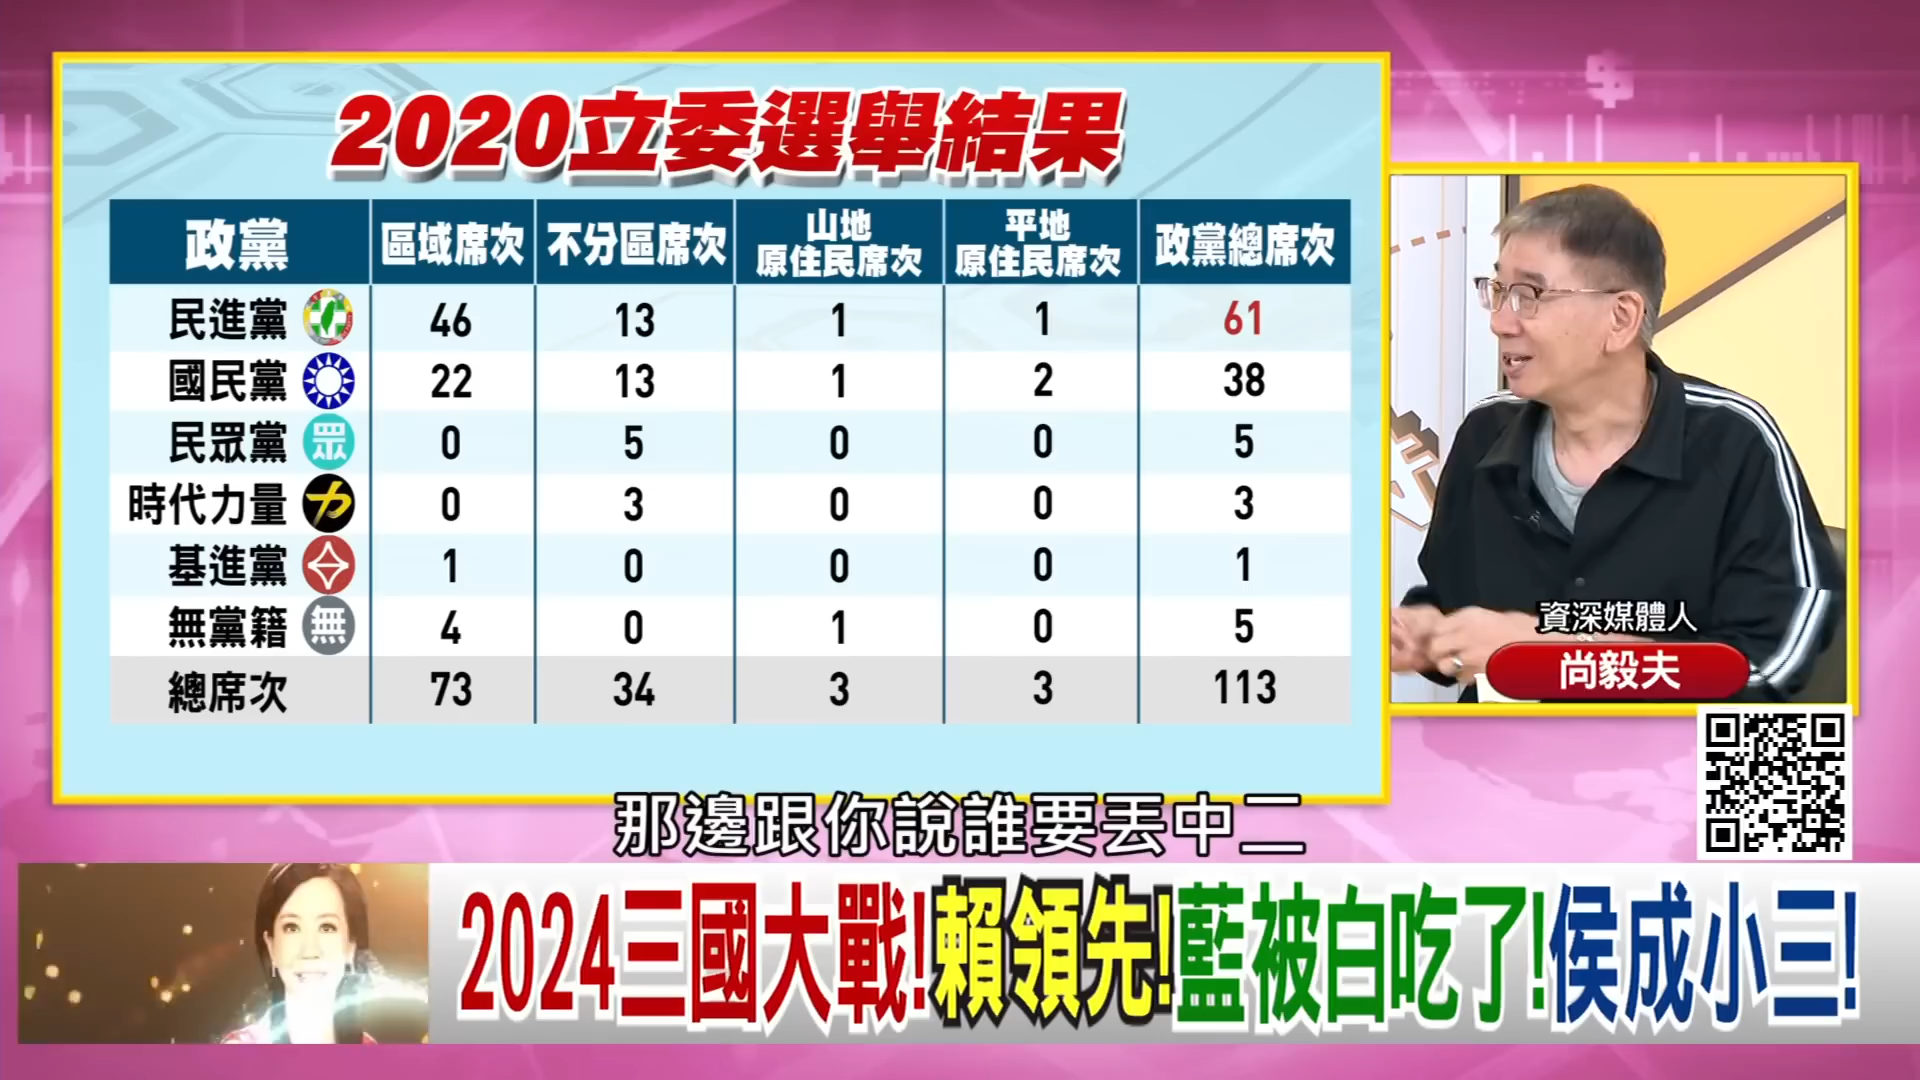 2020立委選舉結果
政黨 區域席次 不分區席次 山地原住民席次 平地原住民席次 政黨總席次
民進黨 46 13 1 1 61
國民黨 22 13 1 2 38
民眾黨 眾 0 5 0 0 5
時代力量 力 0 3 0 0 3
基進黨 1 0 0 0 1
無黨籍 無 4 0 1 0 5
總席次 73 34 3 3 113
資深媒體人
尚毅夫
那邊跟你說誰要丟中二
2024三國大戰!賴領先!藍被白吃了!侯成小三!